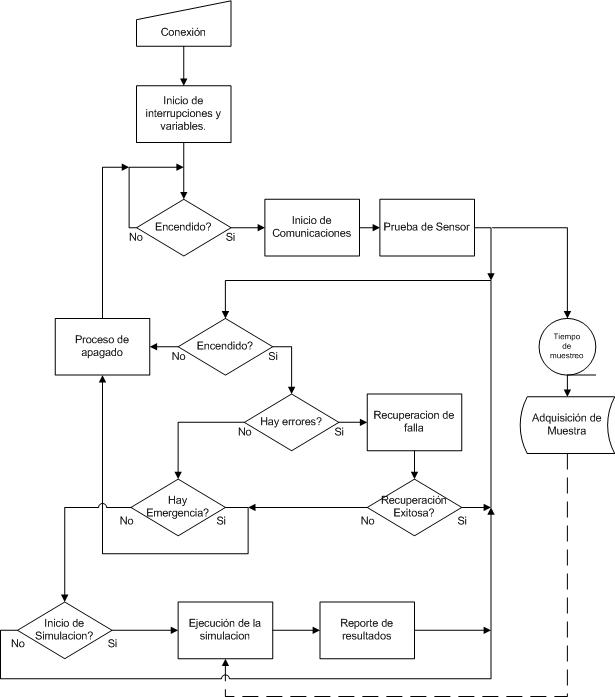 Conexión
Inicio de
interrupciones y
variables.
Encendido?
No
Si
Inicio de
Comunicaciones
Prueba de Sensor
Proceso de
apagado
Encendido?
No
Si
Tiempo
de
muestreo
Hay errores?
No
Si
Recuperacion de
falla
Adquisición de
Muestra
Hay
Emergencia?
No
Si
Recuperación
Exitosa?
No
Si
Inicio de
Simulacion?
No
Si
Ejecución de la
simulacion
Reporte de
resultados